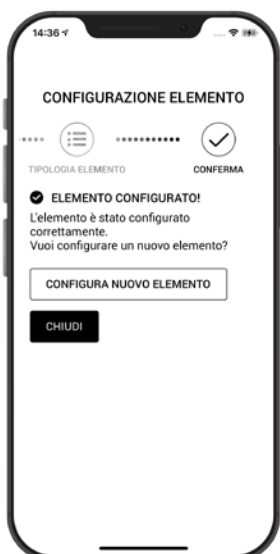 14:36
CONFIGURAZIONE ELEMENTO
TIPOLOGIA ELEMENTO
CONFERMA
ELEMENTO CONFIGURATO!
L'elemento è stato configurato
correttamente.
Vuoi configurare un nuovo elemento?
CONFIGURA NUOVO ELEMENTO
CHIUDI